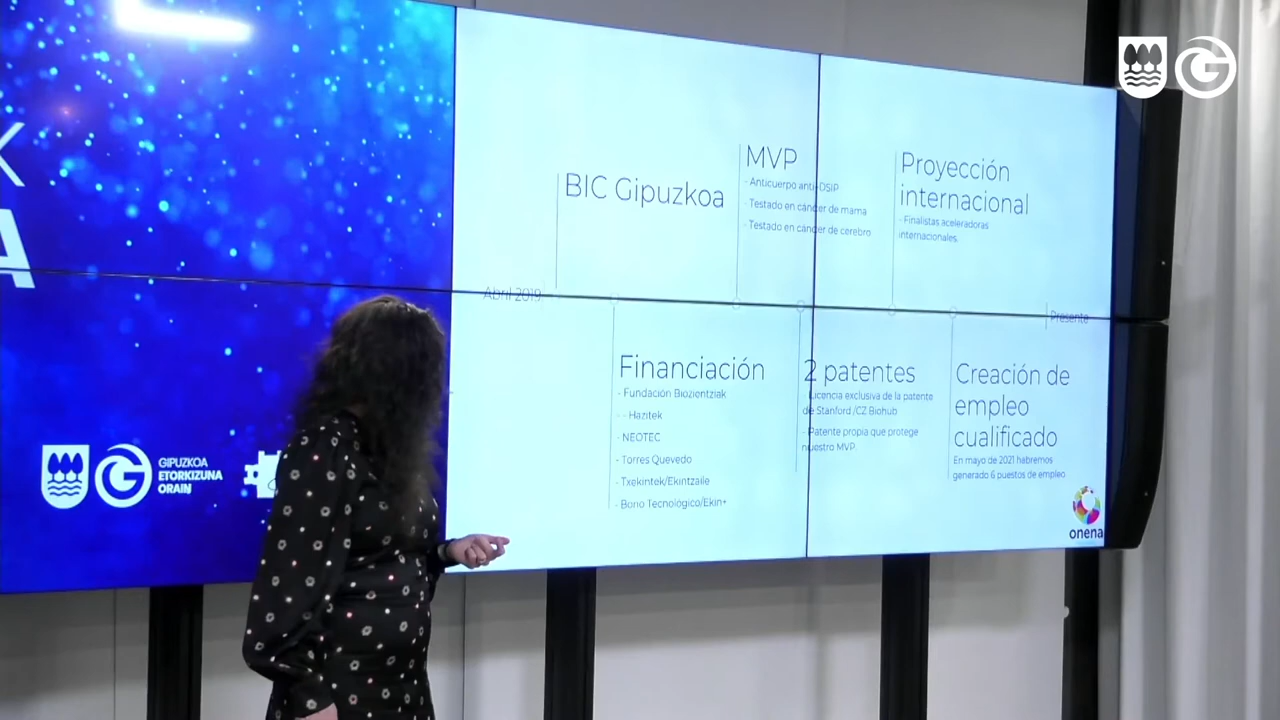 K
A
GIPUZKOA
ETORKIZUNA
ORAIN
BIC Gipuzkoa
MVP
- Anticuerpo anti-DSIP
- Testado en cáncer de mama
- Testado en cáncer de cerebro
Proyección
internacional
- Finalistas aceleradoras
internacionales.
Abril 2019
Presente
Financiación
- Fundación Biozientziak
- - Hazitek
- NEOTEC
- Torres Quevedo
- Txekintek/Ekintzaile
- Bono Tecnológico/Ekin+
2 patentes
- Licencia exclusiva de la patente
de Stanford /CZ Biohub
- Patente propia que protege
nuestro MVP.
Creación de
empleo
cualificado
En mayo de 2021 habremos
generado 6 puestos de empleo
onena
G